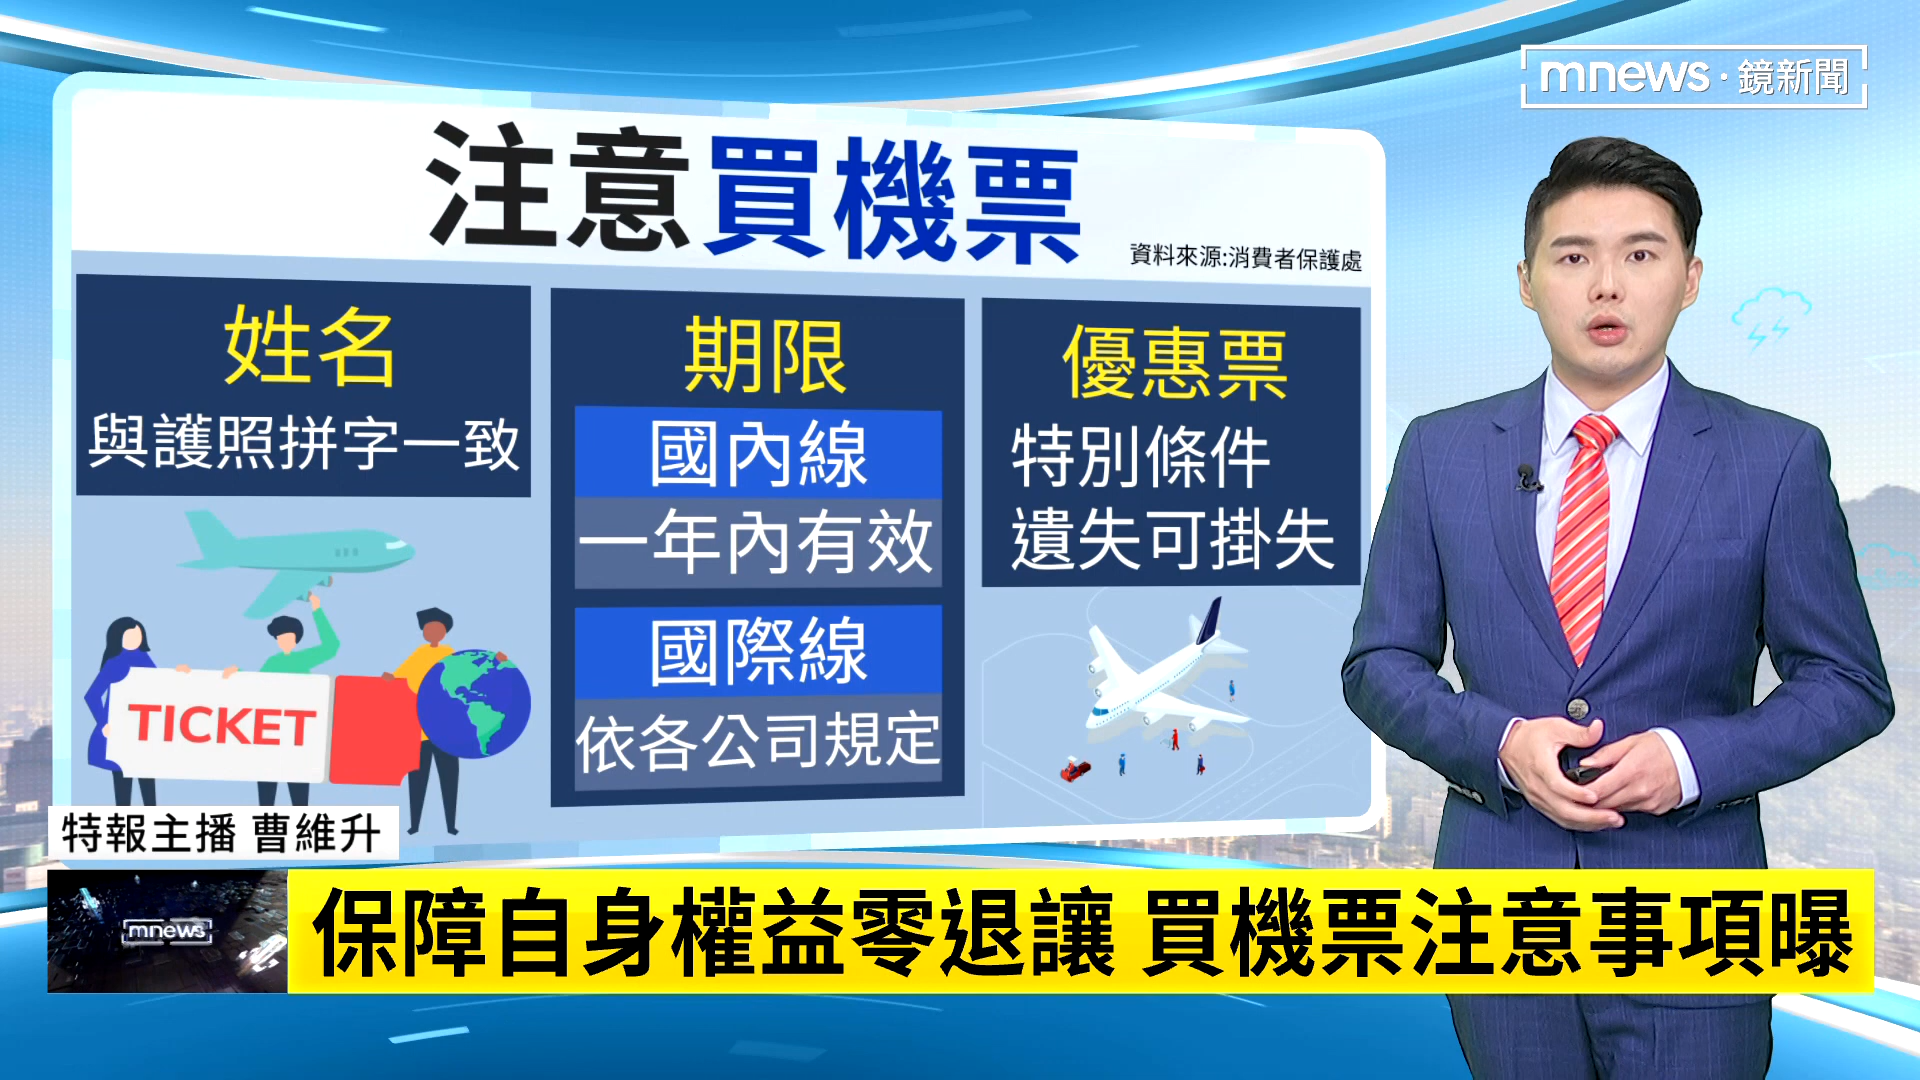 mnews·鏡新聞
注意買機票
資料來源:消費者保護處
姓名
與護照拼字一致
期限
國內線
一年內有效
國際線
依各公司規定
優惠票
特別條件
遺失可掛失
TICKET
特報主播 曹維升
mnews
保障自身權益零退讓 買機票注意事項曝